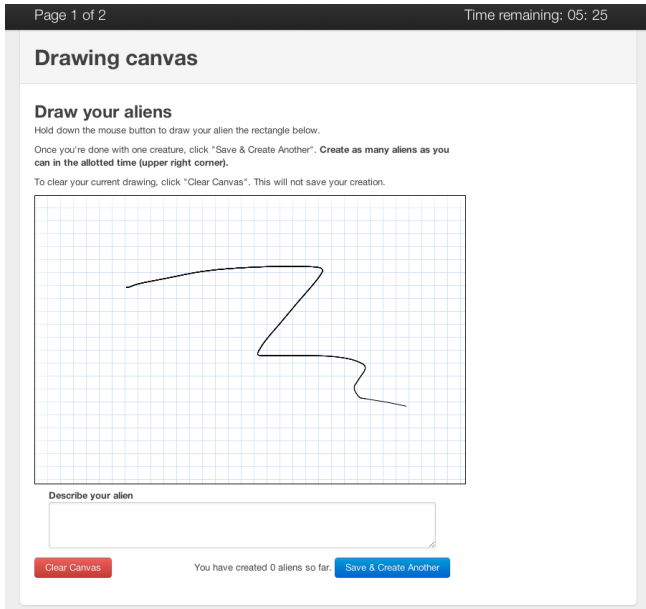 Page 1 of 2
Time remaining: 05: 25
Drawing canvas
Draw your aliens
Hold down the mouse button to draw your alien the rectangle below.
Once you're done with one creature, click "Save & Create Another". Create as many aliens as you
can in the allotted time (upper right corner).
To clear your current drawing, click "Clear Canvas". This will not save your creation.
Describe your alien
Clear Canvas
You have created 0 aliens so far.
Save & Create Another